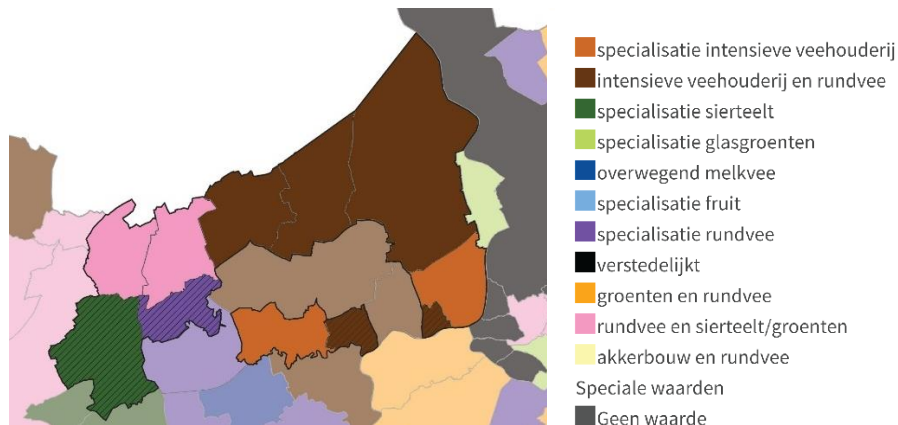 specialisatie intensieve veehouderij
intensieve veehouderij en rundvee
specialisatie sierteelt
specialisatie glasgroenten
overwegend melkvee
specialisatie fruit
specialisatie rundvee
verstedelijkt
groenten en rundvee
rundvee en sierteelt/groenten
akkerbouw en rundvee
Speciale waarden
Geen waarde